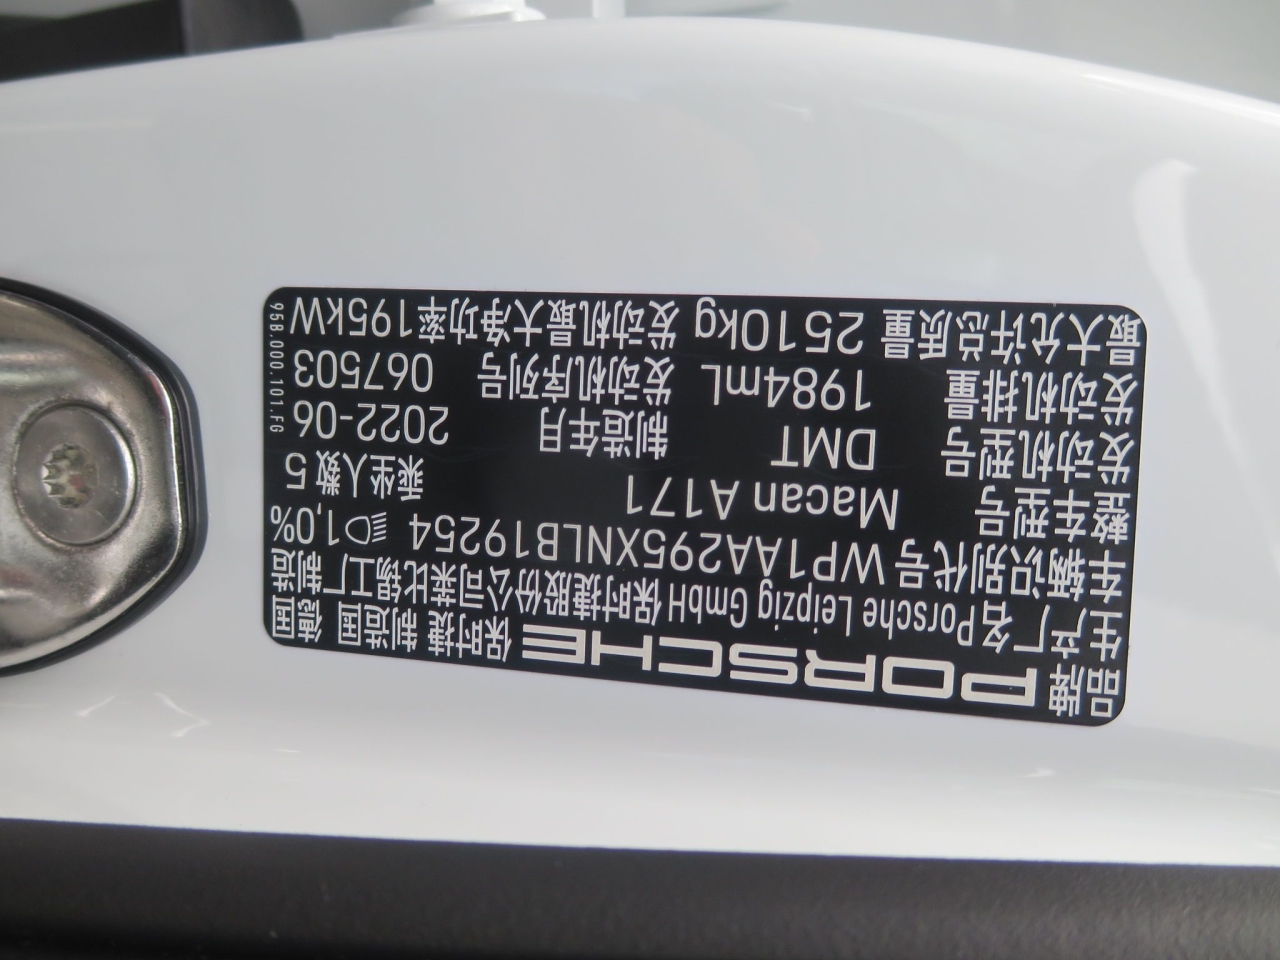 品牌 PORSCHE 保时捷 制造国 德国
生产厂名 Porsche Leipzig GmbH 保时捷股份公司莱比锡工厂制造
车辆识别代号 WP1AA295XNLB19254 1,0%
整车型号 Macan A171 乘坐人数 5
发动机型号 DMT 制造年月 2022-06
发动机排量 1984mL 发动机序列号 067503
最大允许总质量 2510kg 发动机最大净功率 195kW
95B.000.101.FG